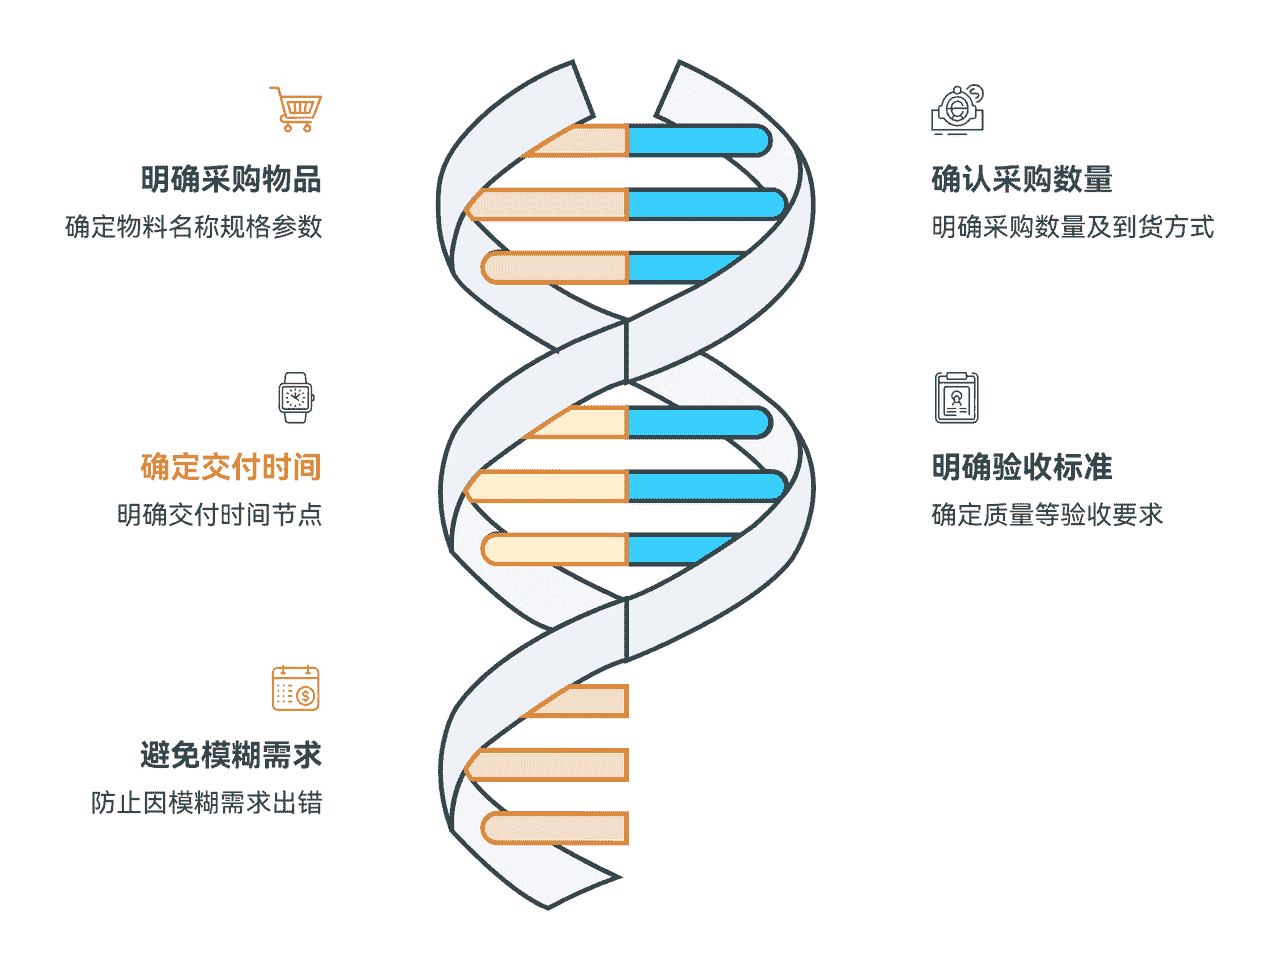 明确采购物品
确定物料名称规格参数
确认采购数量
明确采购数量及到货方式
确定交付时间
明确交付时间节点
明确验收标准
确定质量等验收要求
避免模糊需求
防止因模糊需求出错